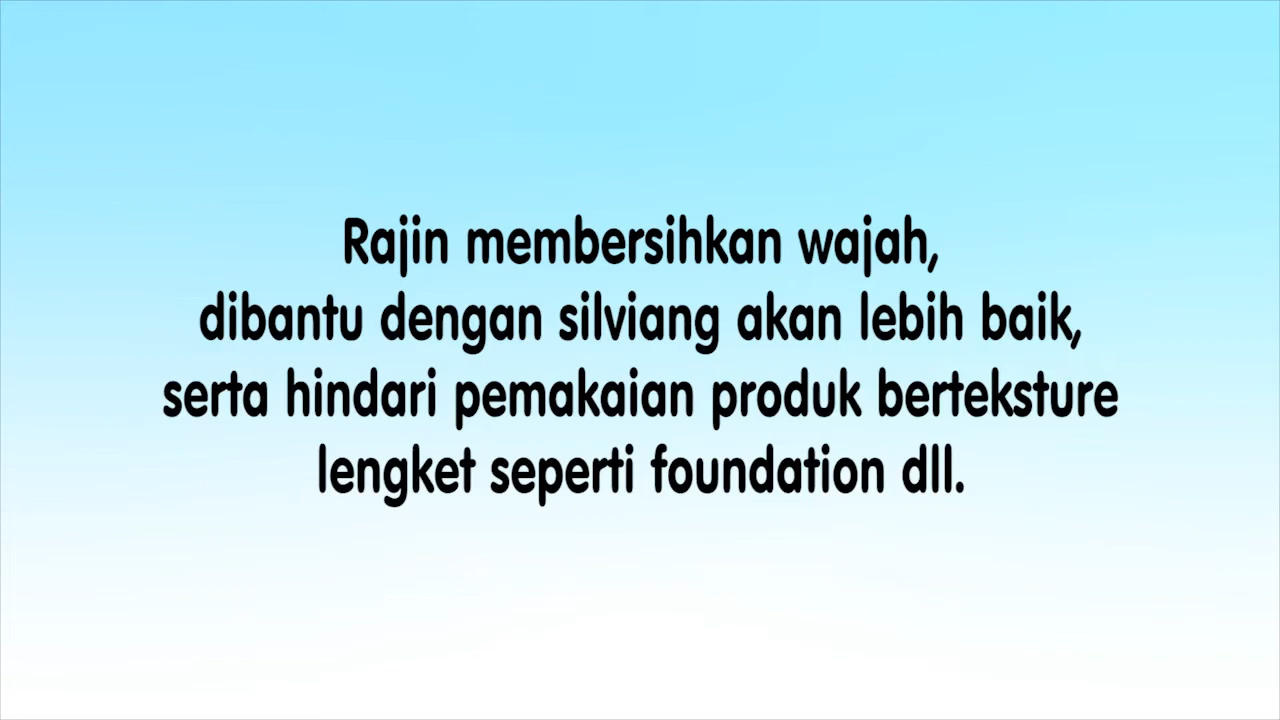 Rajin membersihkan wajah,
dibantu dengan silviang akan lebih baik,
serta hindari pemakaian produk berteksture
lengket seperti foundation dll.